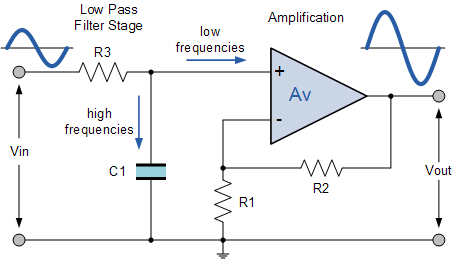 Low Pass
Filter Stage
Amplification
low
frequencies
R3
+
Av
high
frequencies
-
Vin
C1
Vout
R2
R1